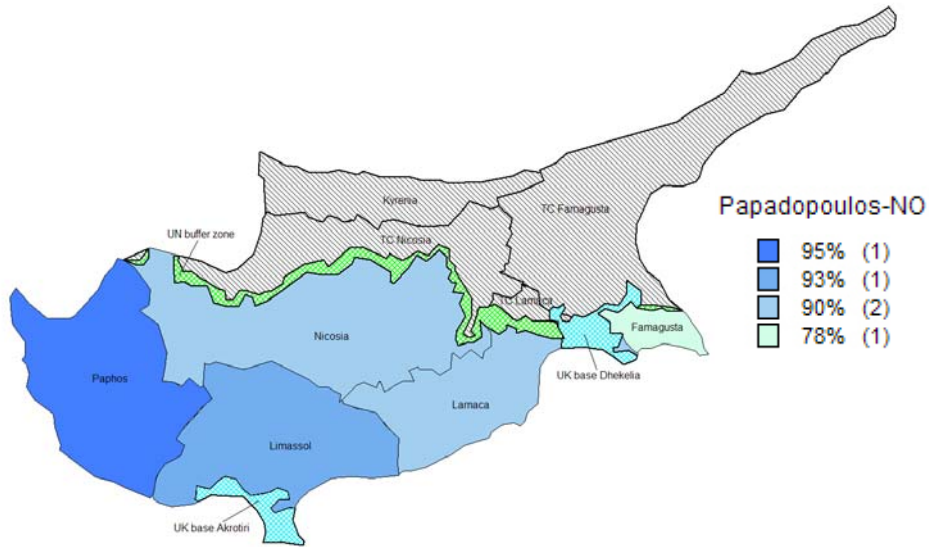 Kyrenia
TC Famagusta
Papadopoulos-NO
UN buffer zone
TC Nicosia
95% (1)
93% (1)
90% (2)
78% (1)
TC Larnaca
Famagusta
Nicosia
UK base Dhekelia
Paphos
Larnaca
Limassol
UK base Akrotiri